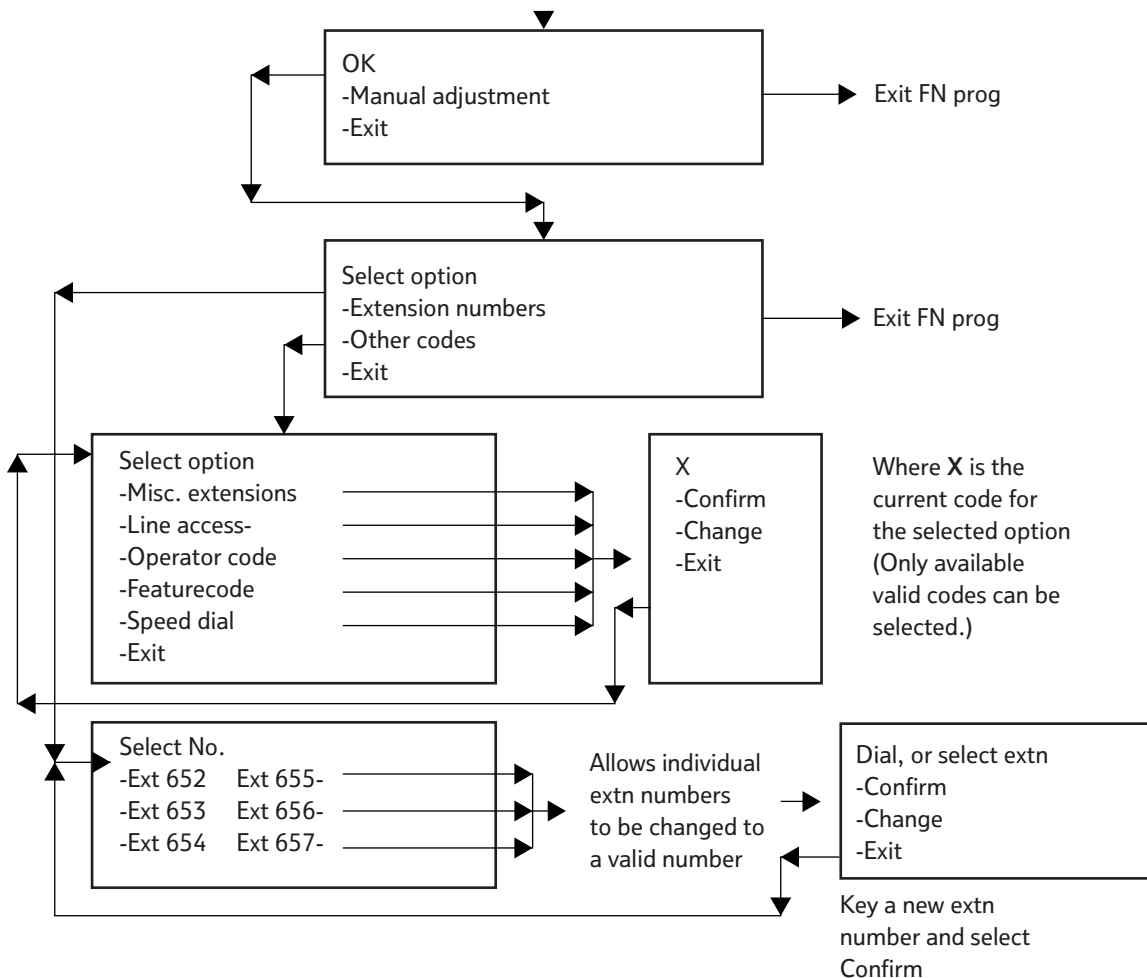 OK
-Manual adjustment
-Exit
Exit FN prog
Select option
-Extension numbers
-Other codes
-Exit
Exit FN prog
Select option
-Misc. extensions
-Line access-
-Operator code
-Featurecode
-Speed dial
-Exit
X
-Confirm
-Change
-Exit
Where X is the
current code for
the selected option
(Only available
valid codes can be
selected.)
Select No.
-Ext 652 Ext 655-
-Ext 653 Ext 656-
-Ext 654 Ext 657-
Allows individual
extn numbers
to be changed to
a valid number
Dial, or select extn
-Confirm
-Change
-Exit
Key a new extn
number and select
Confirm